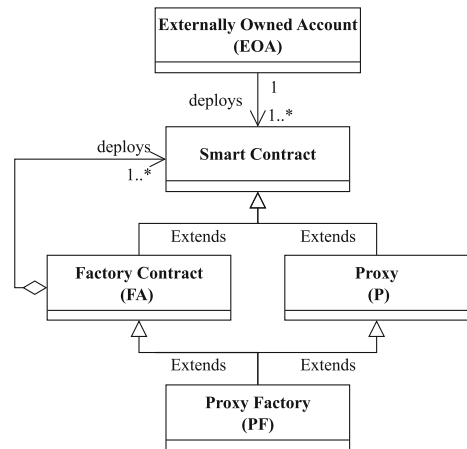 Externally Owned Account
(EOA)
1
deploys
1..*
deploys
1..*
Smart Contract
Extends
Extends
Factory Contract
(FA)
Proxy
(P)
Extends
Extends
Proxy Factory
(PF)